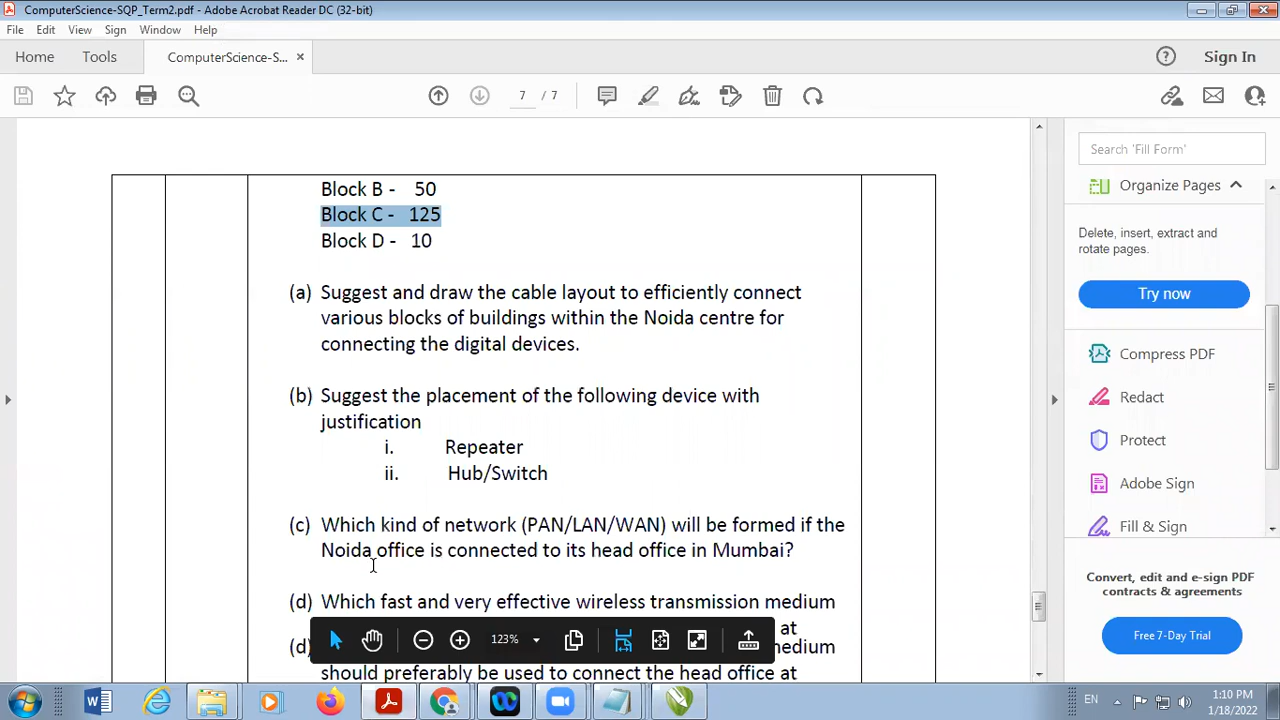 ComputerScience-SQP_Term2.pdf - Adobe Acrobat Reader DC (32-bit)
File Edit View Sign Window Help
Home Tools ComputerScience-S... × ? Sign In
7 / 7
Block B - 50
Block C - 125
Block D - 10
(a) Suggest and draw the cable layout to efficiently connect
various blocks of buildings within the Noida centre for
connecting the digital devices.
(b) Suggest the placement of the following device with
justification
i. Repeater
ii. Hub/Switch
(c) Which kind of network (PAN/LAN/WAN) will be formed if the
Noida office is connected to its head office in Mumbai?
(d) Which fast and very effective wireless transmission medium
at
(d) medium
should preferably be used to connect the head office at
123%
Search 'Fill Form'
Organize Pages
Delete, insert, extract and
rotate pages.
Try now
Compress PDF
Redact
Protect
Adobe Sign
Fill & Sign
Convert, edit and e-sign PDF
contracts & agreements
Free 7-Day Trial
EN
1:10 PM
1/18/2022